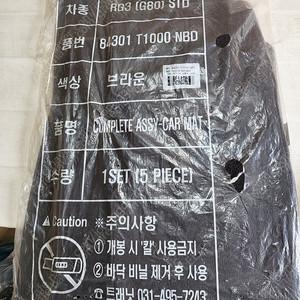 차종 RG3 (G80) STD
품번 84301 T1000 NBD
색상 브라운
품명 COMPLETE ASSY-CAR MAT
수량 1SET (5 PIECE)
⚠ Caution ※주의사항
① 개봉 시 '칼' 사용금지
② 바닥 비닐 제거 후 사용
☎ 트래닛 031-495-7243